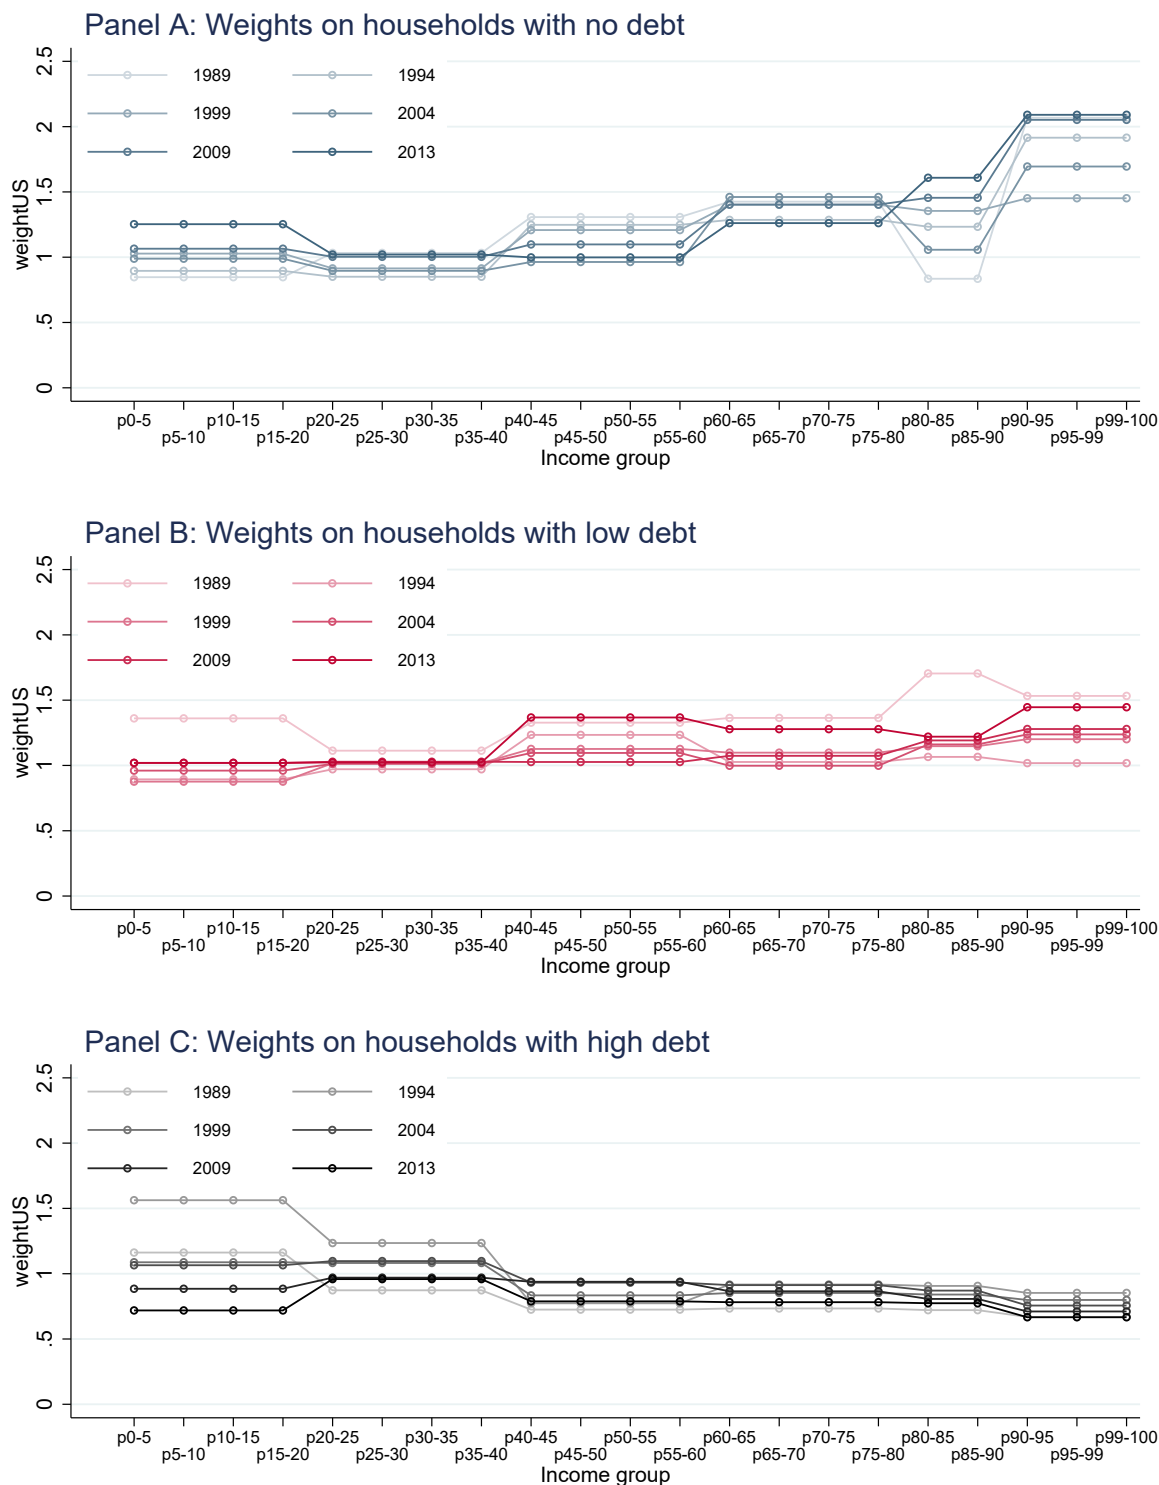 Panel A: Weights on households with no debt
2.5
2
1.5
1
.5
0
weightUS
1989 1994
1999 2004
2009 2013
p0-5 p10-15 p20-25 p30-35 p40-45 p50-55 p60-65 p70-75 p80-85 p90-95 p99-100
p5-10 p15-20 p25-30 p35-40 p45-50 p55-60 p65-70 p75-80 p85-90 p95-99
Income group
Panel B: Weights on households with low debt
2.5
2
1.5
1
.5
0
weightUS
1989 1994
1999 2004
2009 2013
p0-5 p10-15 p20-25 p30-35 p40-45 p50-55 p60-65 p70-75 p80-85 p90-95 p99-100
p5-10 p15-20 p25-30 p35-40 p45-50 p55-60 p65-70 p75-80 p85-90 p95-99
Income group
Panel C: Weights on households with high debt
2.5
2
1.5
1
.5
0
weightUS
1989 1994
1999 2004
2009 2013
p0-5 p10-15 p20-25 p30-35 p40-45 p50-55 p60-65 p70-75 p80-85 p90-95 p99-100
p5-10 p15-20 p25-30 p35-40 p45-50 p55-60 p65-70 p75-80 p85-90 p95-99
Income group